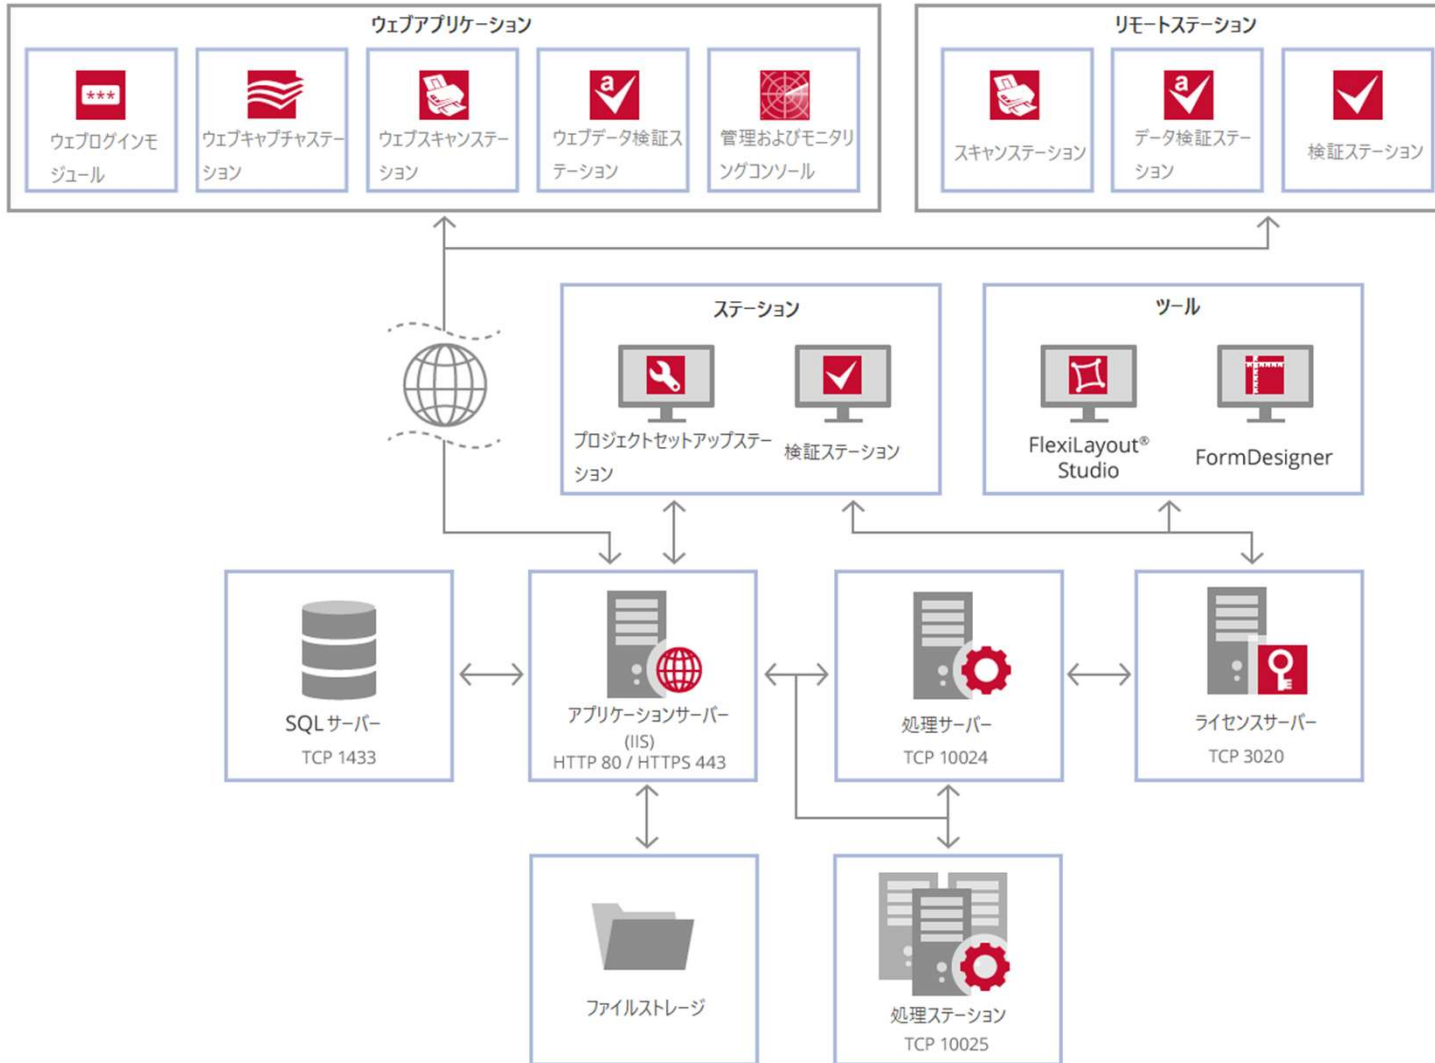 ウェブアプリケーション
リモートステーション
***
ウェブログインモ
ジュール
ウェブキャプチャステー
ション
ウェブスキャンステー
ション
a
ウェブデータ検証ス
テーション
管理およびモニタリ
ングコンソール
スキャンステーション
a
データ検証ステー
ション
検証ステーション
ステーション
プロジェクトセットアップステー
ション
検証ステーション
ツール
FlexiLayout®
Studio
FormDesigner
SQL サーバー
TCP 1433
アプリケーションサーバー
(IIS)
HTTP 80 / HTTPS 443
処理サーバー
TCP 10024
ライセンスサーバー
TCP 3020
ファイルストレージ
処理ステーション
TCP 10025